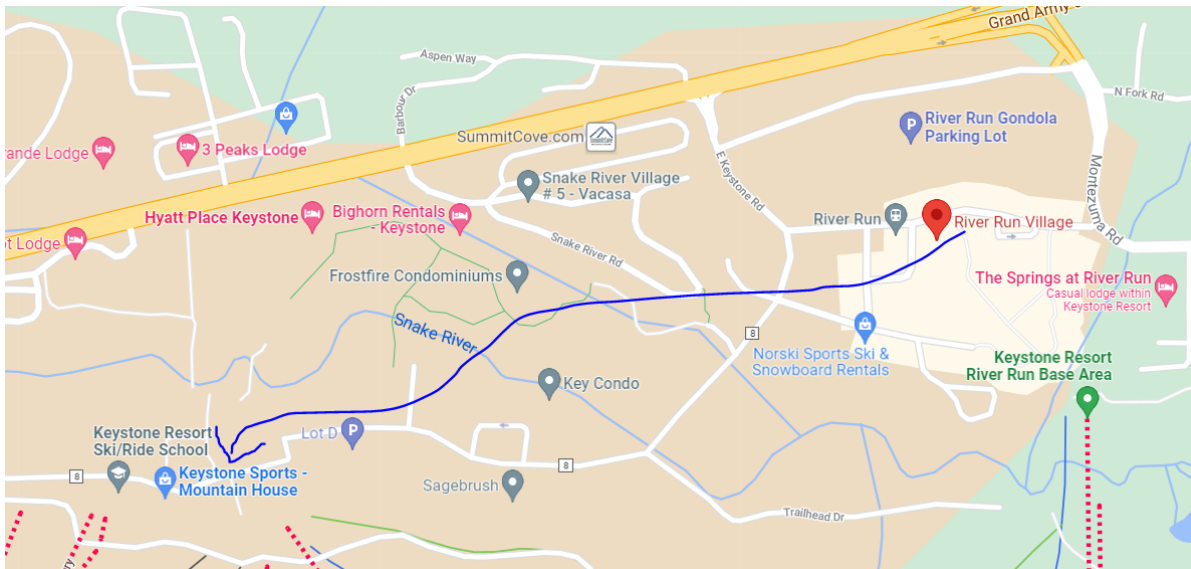 Grand Army
Aspen Way
N Fork Rd
Barbour Dr
SummitCove.com
River Run Gondola
Parking Lot
3 Peaks Lodge
rande Lodge
E Keystone Rd
Montezuma Rd
Snake River Village
# 5 - Vacasa
Hyatt Place Keystone
Bighorn Rentals
- Keystone
River Run
River Run Village
ot Lodge
Snake River Rd
Frostfire Condominiums
The Springs at River Run
Casual lodge within
Keystone Resort
Snake River
8
Norski Sports Ski &
Snowboard Rentals
Keystone Resort
River Run Base Area
Key Condo
Keystone Resort
Ski/Ride School
Lot D
P
P
8
8
Keystone Sports -
Mountain House
Sagebrush
Trailhead Dr